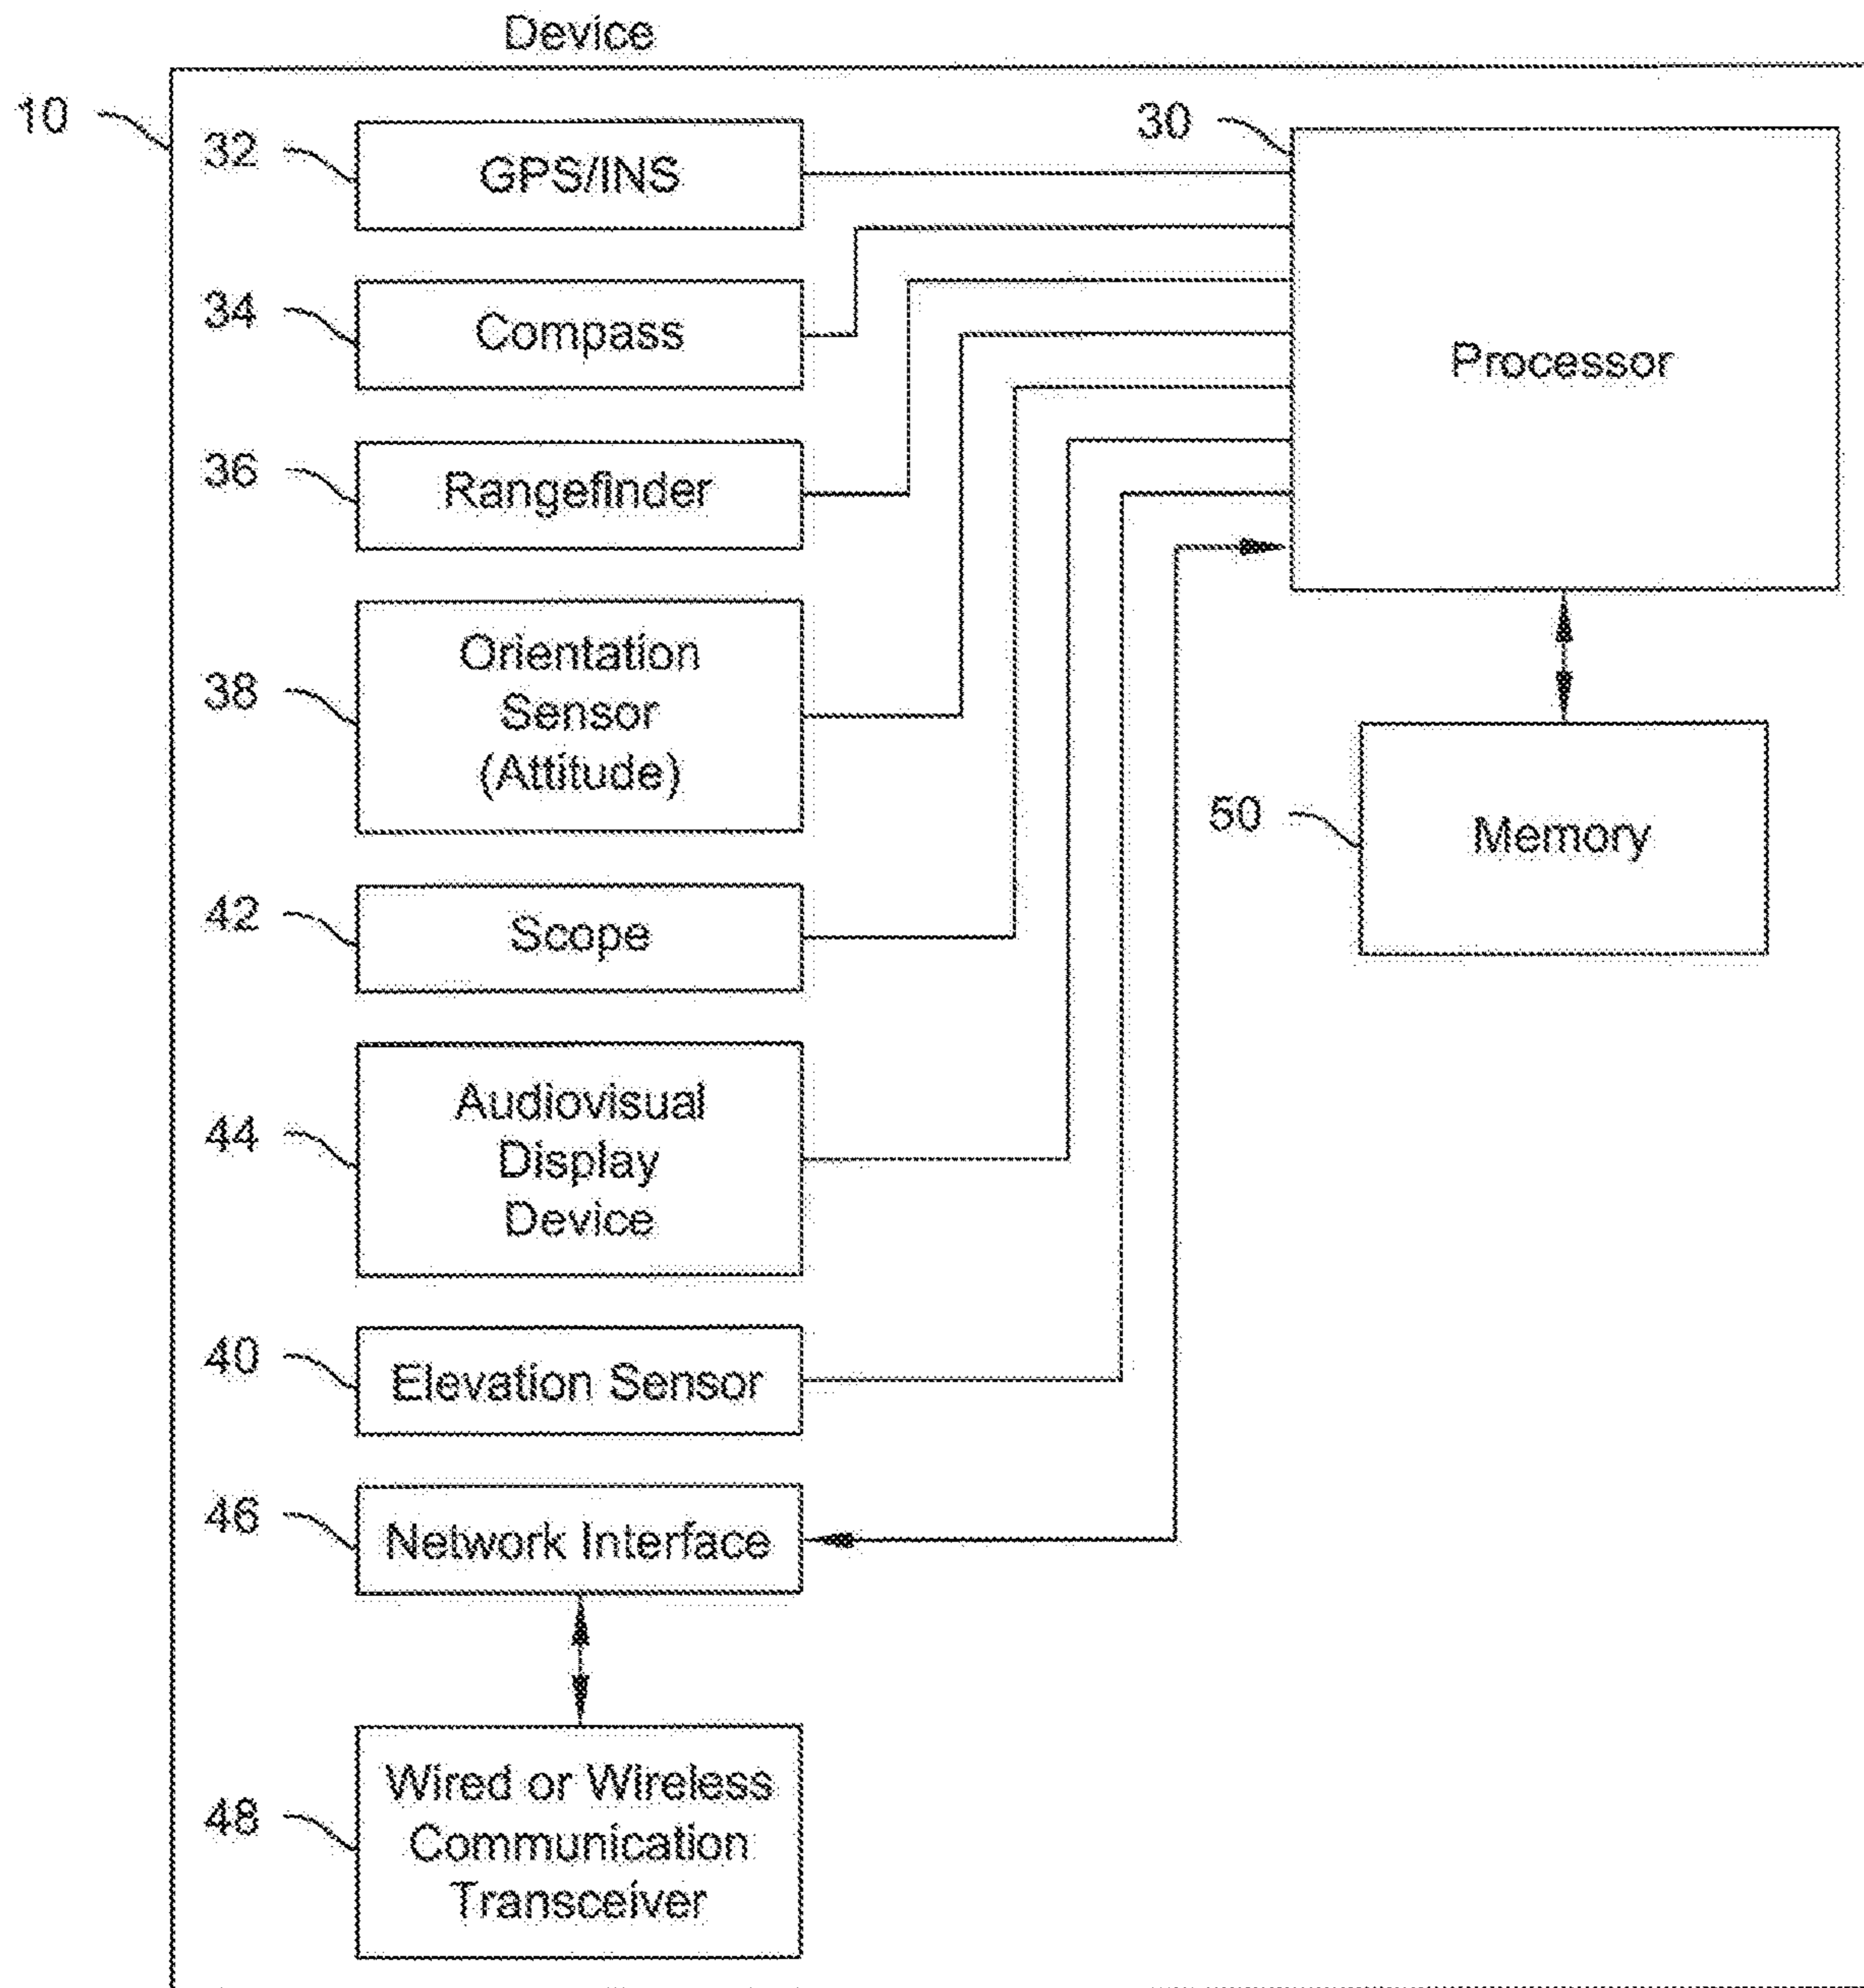 Device
10
32
GPS/INS
30
Processor
34
Compass
36
Rangefinder
38
Orientation
Sensor
(Attitude)
50
Memory
42
Scope
44
Audiovisual
Display
Device
40
Elevation Sensor
46
Network Interface
48
Wired or Wireless
Communication
Transceiver